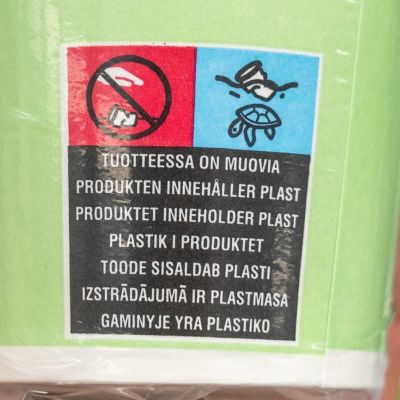 TUOTTEESSA ON MUOVIA
PRODUKTEN INNEHÅLLER PLAST
PRODUKTET INNEHOLDER PLAST
PLASTIK I PRODUKTET
TOODE SISALDAB PLASTI
IZSTRĀDĀJUMĀ IR PLASTMASA
GAMINYJE YRA PLASTIKO